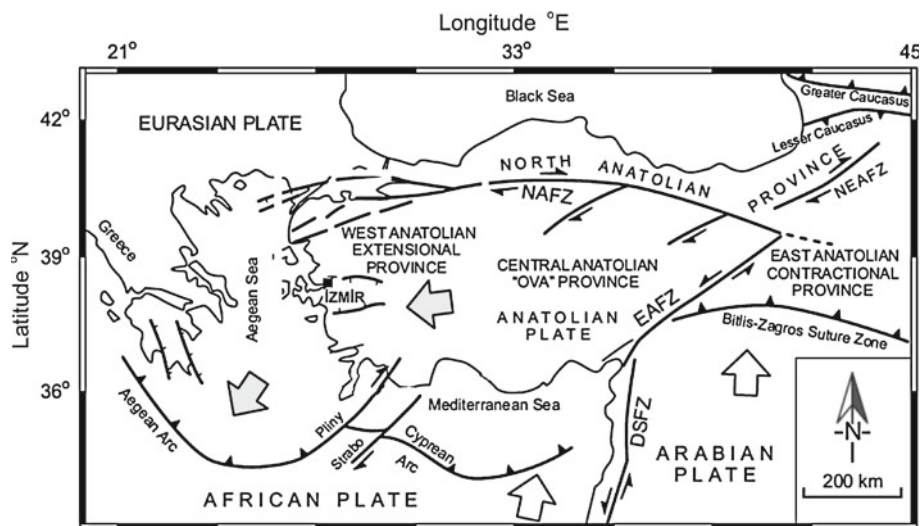 Longitude °E
21°
33°
45
Latitude °N
42°
39°
36°
Black Sea
Greater Caucasus
Lesser Caucasus
EURASIAN PLATE
NORTH ANATOLIAN PROVINCE
NAFZ
NEAFZ
Greece
Aegean Sea
WEST ANATOLIAN
EXTENSIONAL
PROVINCE
İZMİR
CENTRAL ANATOLIAN
"OVA" PROVINCE
ANATOLIAN
PLATE
EAFZ
EAST ANATOLIAN
CONTRACTIONAL
PROVINCE
Bitlis-Zagros Suture Zone
Aegean Arc
Pliny
Strabo
Mediterranean Sea
Cyprean
Arc
DSFZ
ARABIAN
PLATE
AFRICAN PLATE
N
200 km